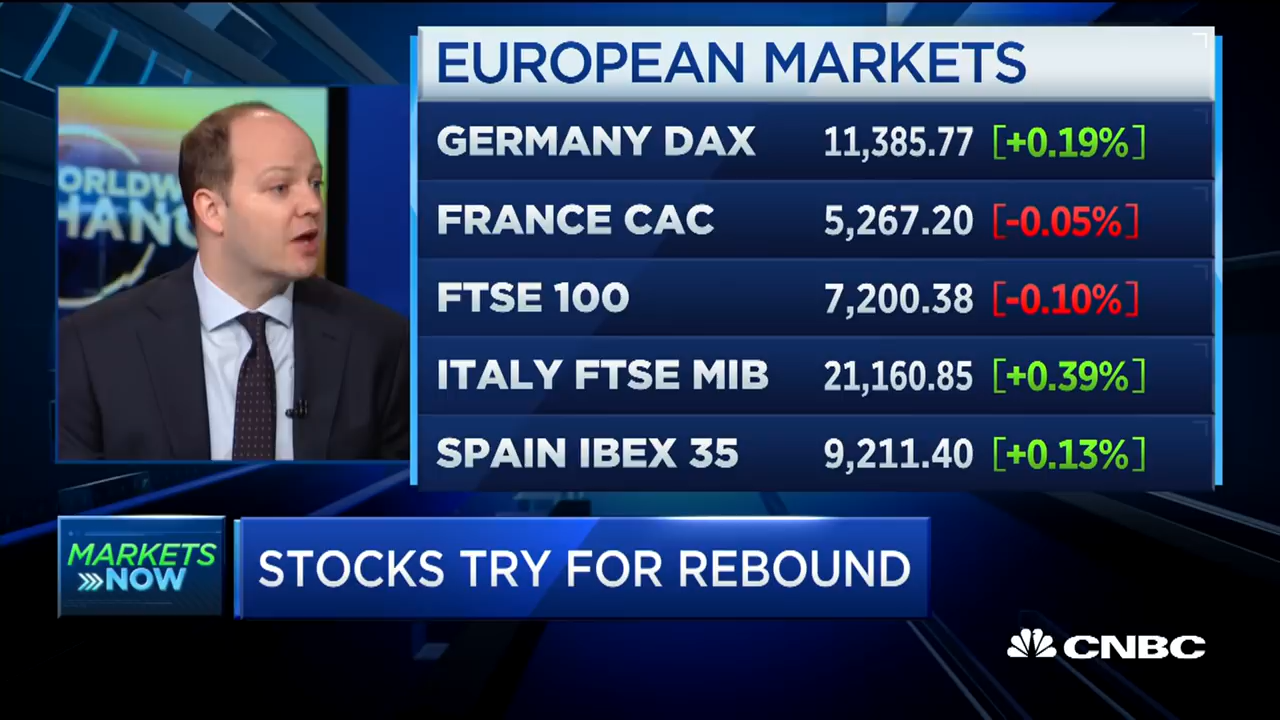 EUROPEAN MARKETS
GERMANY DAX 11,385.77 [+0.19%]
FRANCE CAC 5,267.20 [-0.05%]
FTSE 100 7,200.38 [-0.10%]
ITALY FTSE MIB 21,160.85 [+0.39%]
SPAIN IBEX 35 9,211.40 [+0.13%]
ORLDW
HANG
MARKETS
NOW
STOCKS TRY FOR REBOUND
CNBC